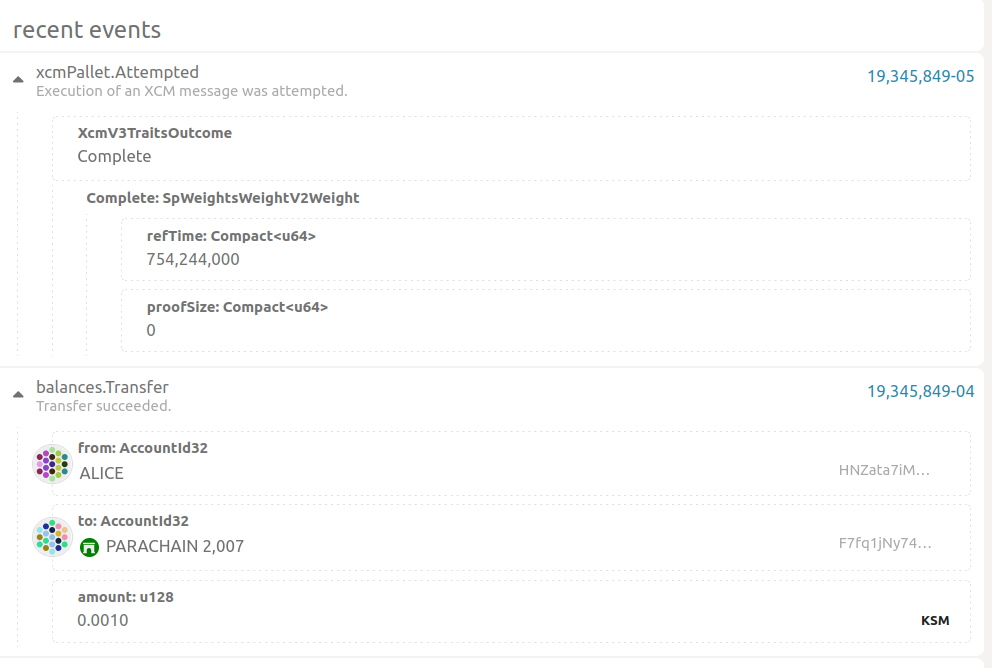 recent events
xcmPallet.Attempted
19,345,849-05
Execution of an XCM message was attempted.
XcmV3TraitsOutcome
Complete
Complete: SpWeightsWeightV2Weight
refTime: Compact<u64>
754,244,000
proofSize: Compact<u64>
0
balances.Transfer
19,345,849-04
Transfer succeeded.
from: AccountId32
ALICE
HNZata7iM...
to: AccountId32
PARACHAIN 2,007
F7fq1jNy74...
amount: u128
0.0010
KSM